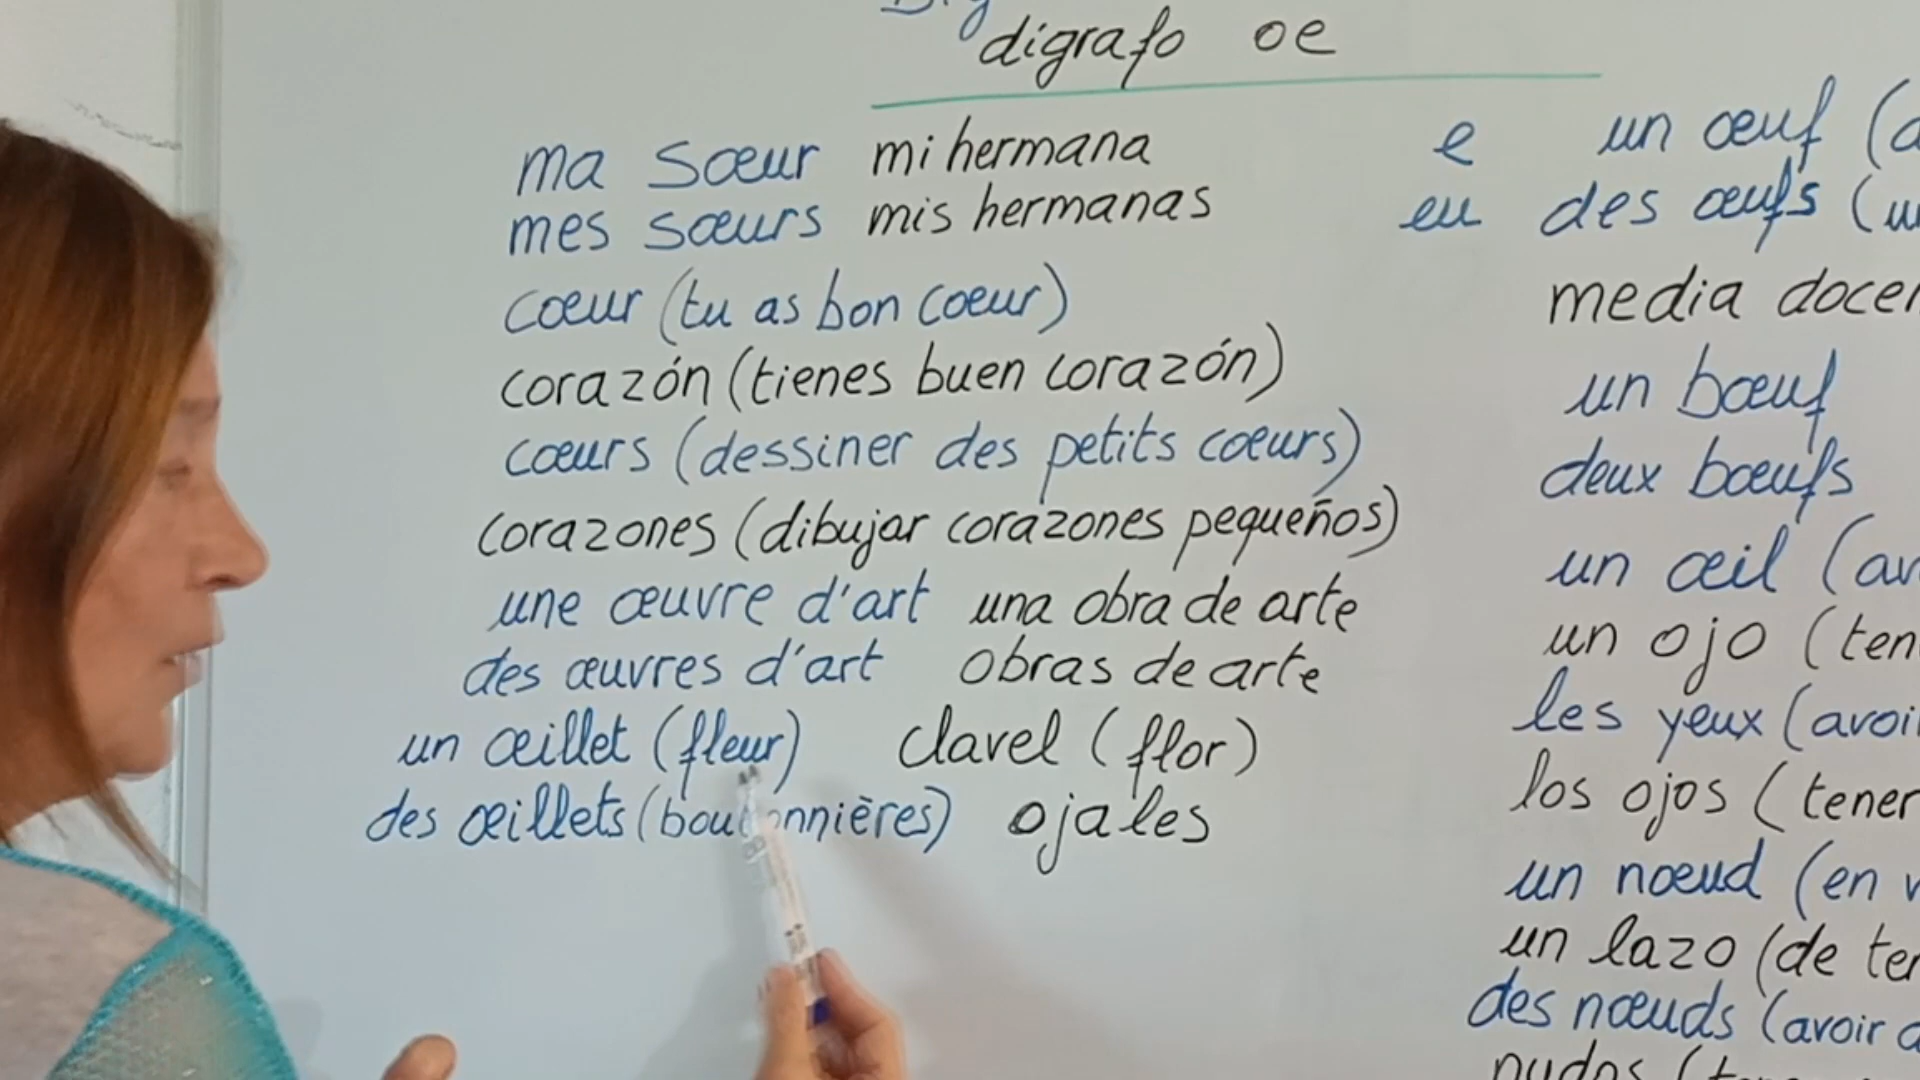 digrafo oe
ma sœur mi hermana
mes sœurs mis hermanas
cœur (tu as bon cœur)
corazón (tienes buen corazón)
cœurs (dessiner des petits cœurs)
corazones (dibujar corazones pequeños)
une œuvre d'art una obra de arte
des œuvres d'art obras de arte
un œillet (fleur) clavel (flor)
des œillets (boutonnières) ojales
e un œuf (
eu des œufs (
media
un bœuf
deux bœufs
un œil (
un ojo (
les yeux (avoi
los ojos (tener
un nœud (en
un lazo (de
des nœuds (avoir
nudos (